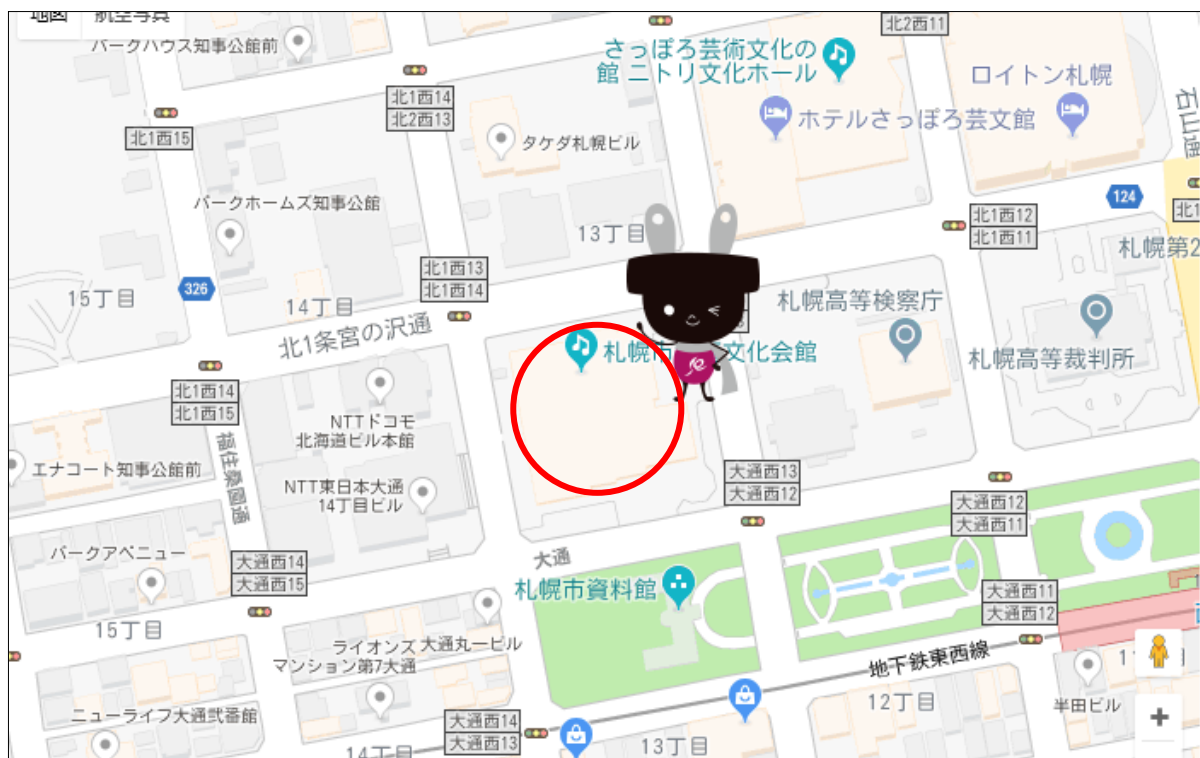 地図
航空写真
パークハウス知事公館前
北2西11
さっぽろ芸術文化の
館 ニトリ文化ホール
ロイトン札幌
石山通
北1西14
北2西13
ホテルさっぽろ芸文館
北1西15
タケダ札幌ビル
124
パークホームズ知事公館
北1西12
北1西11
13丁目
札幌第2
北1西13
北1西14
326
15丁目
14丁目
北1条宮の沢通
札幌高等検察庁
札幌市
文化会館
札幌高等裁判所
北1西14
北1西15
NTTドコモ
北海道ビル本館
福住桑園通
エナコート知事公館前
NTT東日本大通
14丁目ビル
大通西13
大通西12
大通西12
大通西11
パークアベニュー
大通西14
大通西15
大通
札幌市資料館
大通西11
大通西12
15丁目
ライオンズ
マンション第7大通
大通丸一ビル
地下鉄東西線
12丁目
半田ビル
ニューライフ大通弐番館
大通西14
大通西13
14丁目
13丁目
+